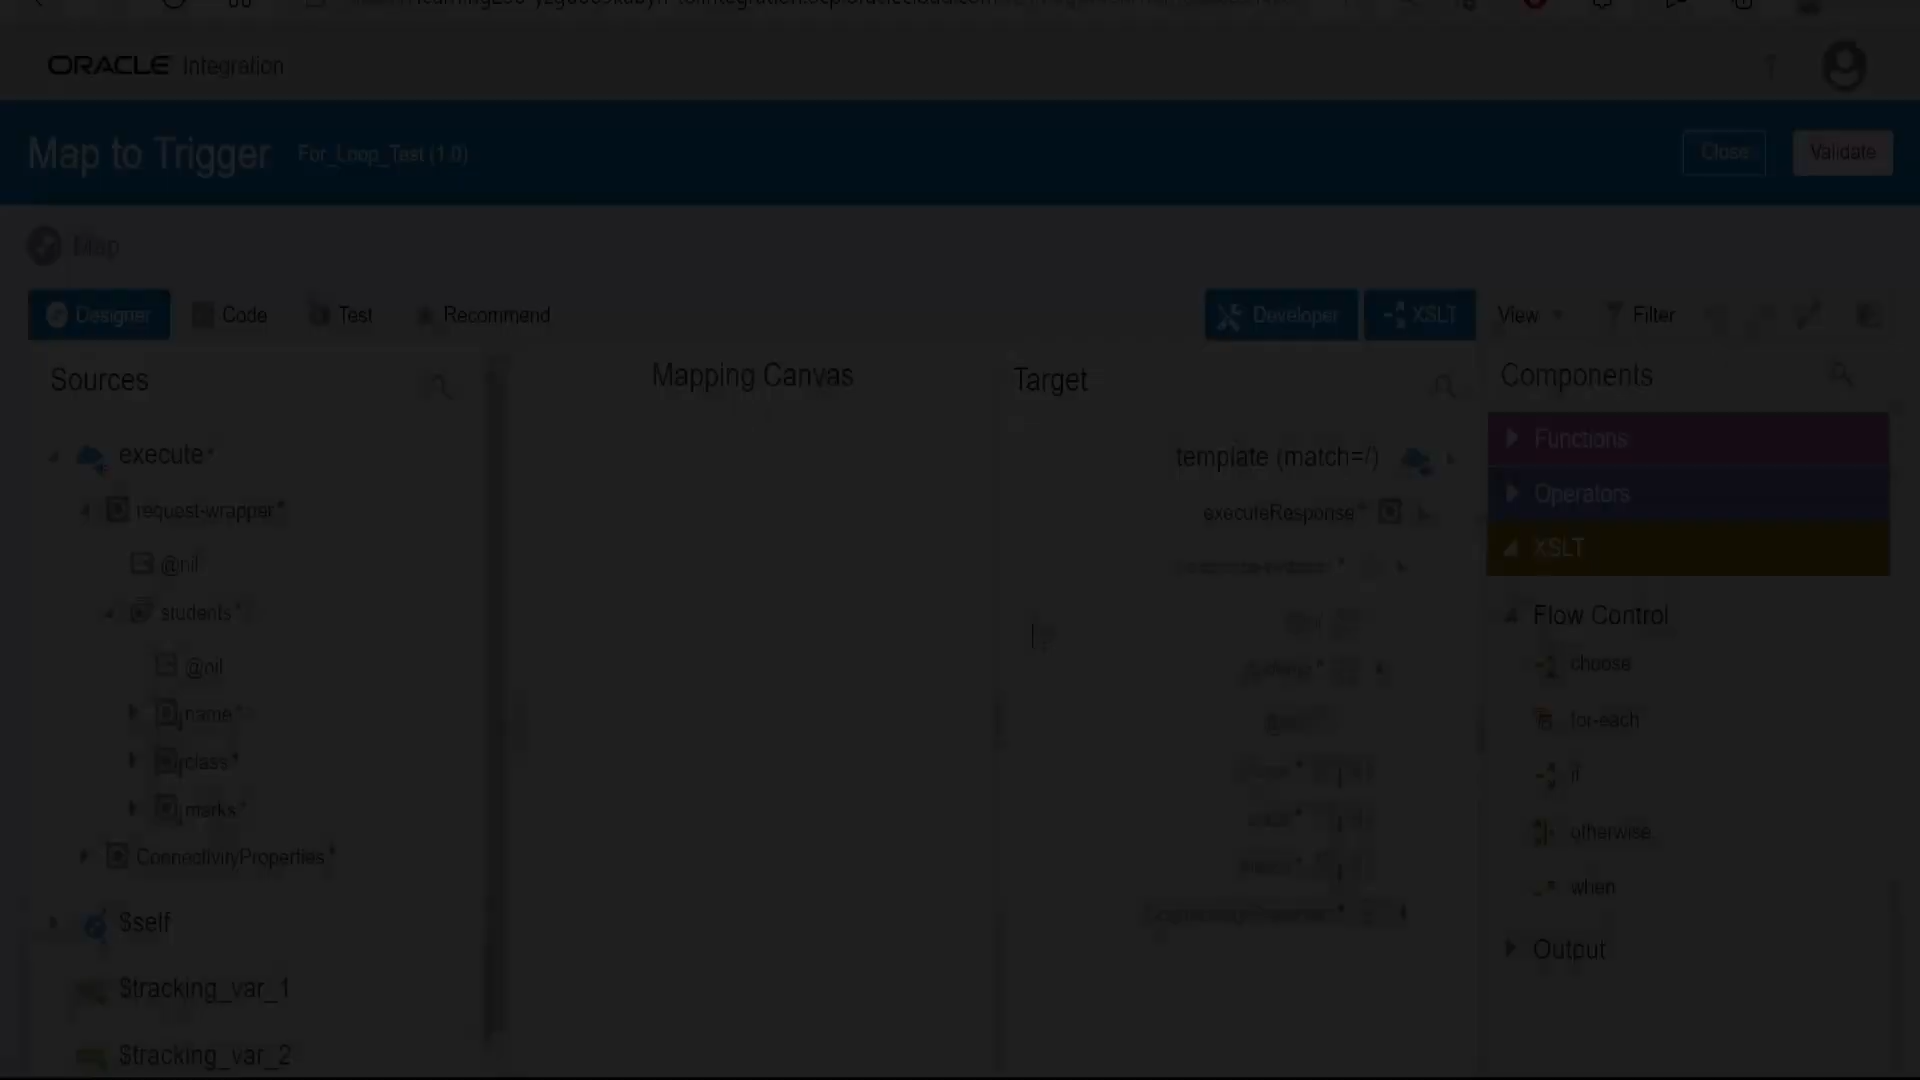 ORACLE Integration
Map to Trigger For_Loop_Test (1.0)
Close
Validate
Map
Designer
Code
Test
Recommend
Developer
XSLT
View
Filter
Sources
Mapping Canvas
Target
Components
execute*
request-wrapper*
@nil
students*
@nil
name*
class*
marks*
ConnectivityProperties*
$self
$tracking_var_1
$tracking_var_2
template (match=/)
executeResponse*
Functions
Operators
XSLT
Flow Control
choose
for-each
if
otherwise
when
Output